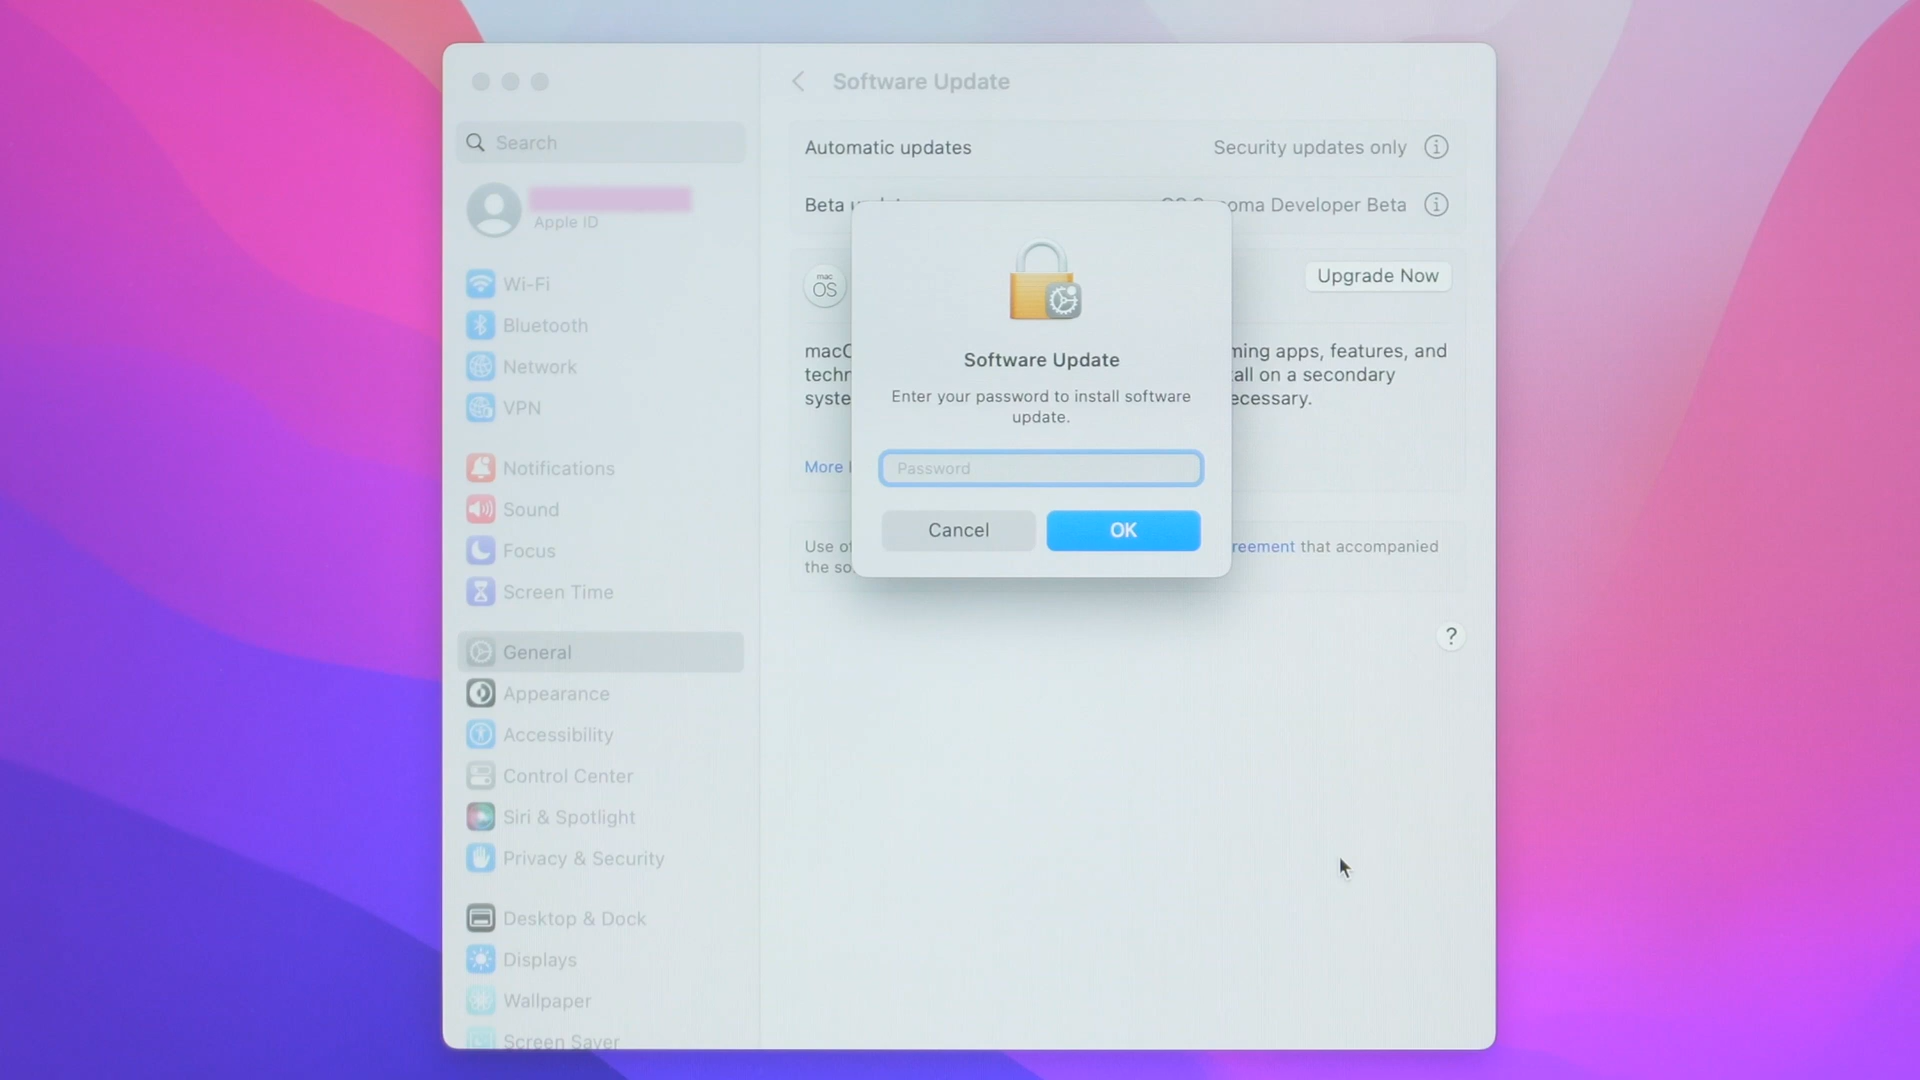 Software Update
Search
Automatic updates
Security updates only
Apple ID
Beta
oma Developer Beta
Wi-Fi
Bluetooth
Network
VPN
mac
OS
Upgrade Now
Software Update
Enter your password to install software
update.
Password
Cancel
OK
ming apps, features, and
all on a secondary
ecessary.
More
Use of
the so
reement that accompanied
?
Notifications
Sound
Focus
Screen Time
General
Appearance
Accessibility
Control Center
Siri & Spotlight
Privacy & Security
Desktop & Dock
Displays
Wallpaper
Screen Saver